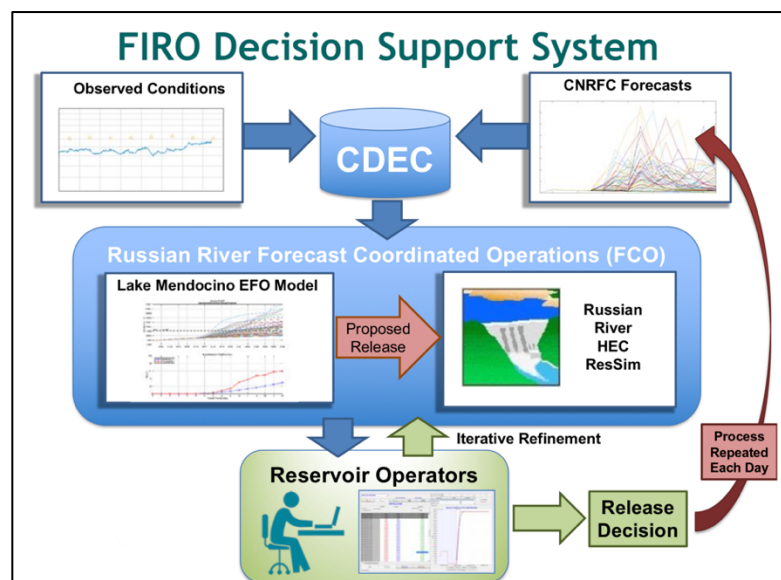 FIRO Decision Support System
Observed Conditions
CNRFC Forecasts
CDEC
Russian River Forecast Coordinated Operations (FCO)
Lake Mendocino EFO Model
Proposed
Release
Russian
River
HEC
ResSim
Iterative Refinement
Process
Repeated
Each Day
Reservoir Operators
Release
Decision